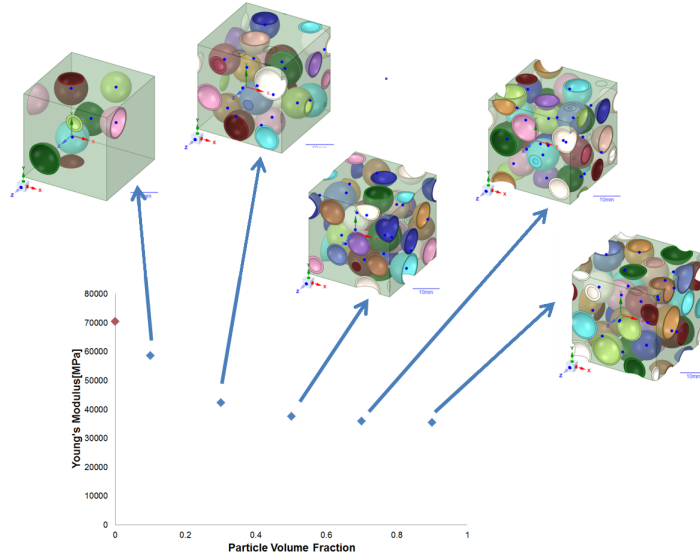 Y
X
Z
Y
X
Z
Y
X
Z
10mm
10mm
Y
X
Z
10mm
Y
X
Z
80000
70000
60000
50000
40000
30000
20000
10000
0
Young's Modulus[MPa]
0
0.2
0.4
0.6
0.8
1
Particle Volume Fraction